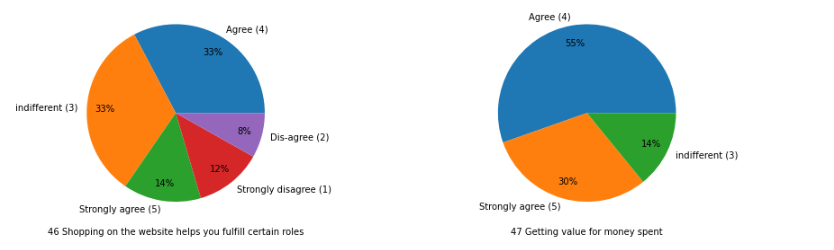 Agree (4)
33%
indifferent (3)
33%
8%
Dis-agree (2)
12%
14%
Strongly disagree (1)
Strongly agree (5)
46 Shopping on the website helps you fulfill certain roles
Agree (4)
55%
14%
indifferent (3)
30%
Strongly agree (5)
47 Getting value for money spent